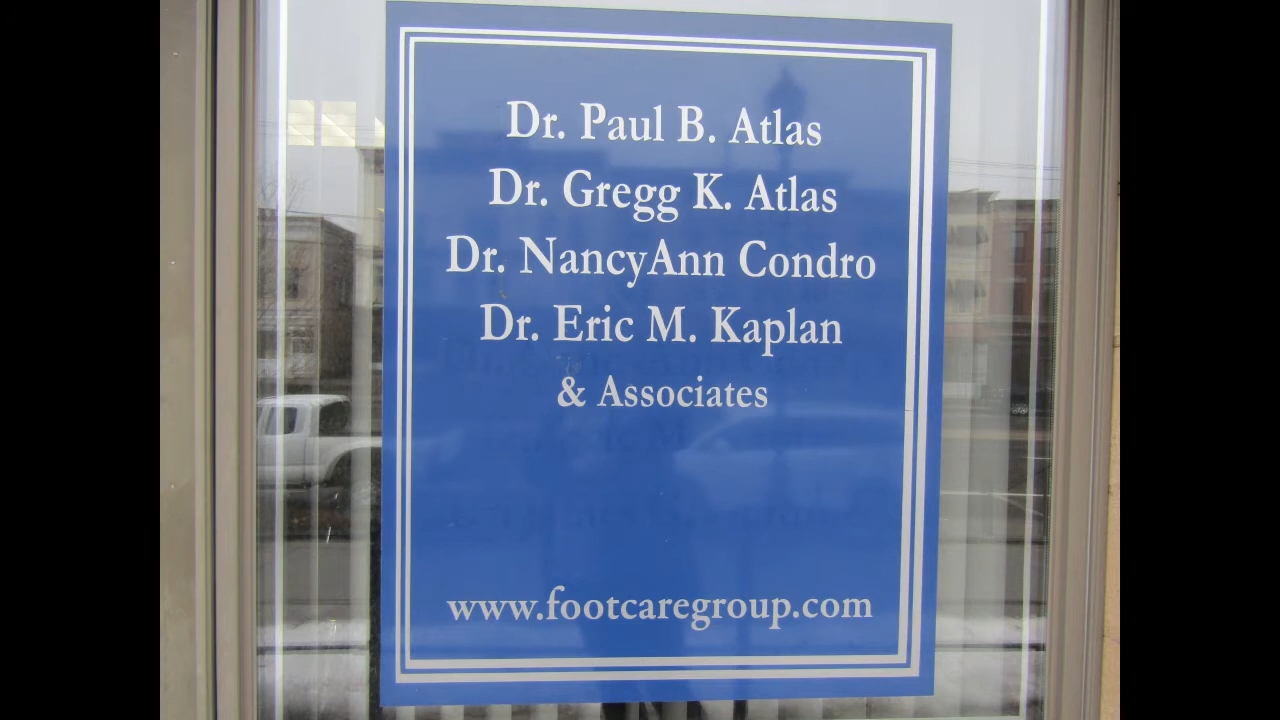 Dr. Paul B. Atlas
Dr. Gregg K. Atlas
Dr. NancyAnn Condro
Dr. Eric M. Kaplan
& Associates
www.footcaregroup.com